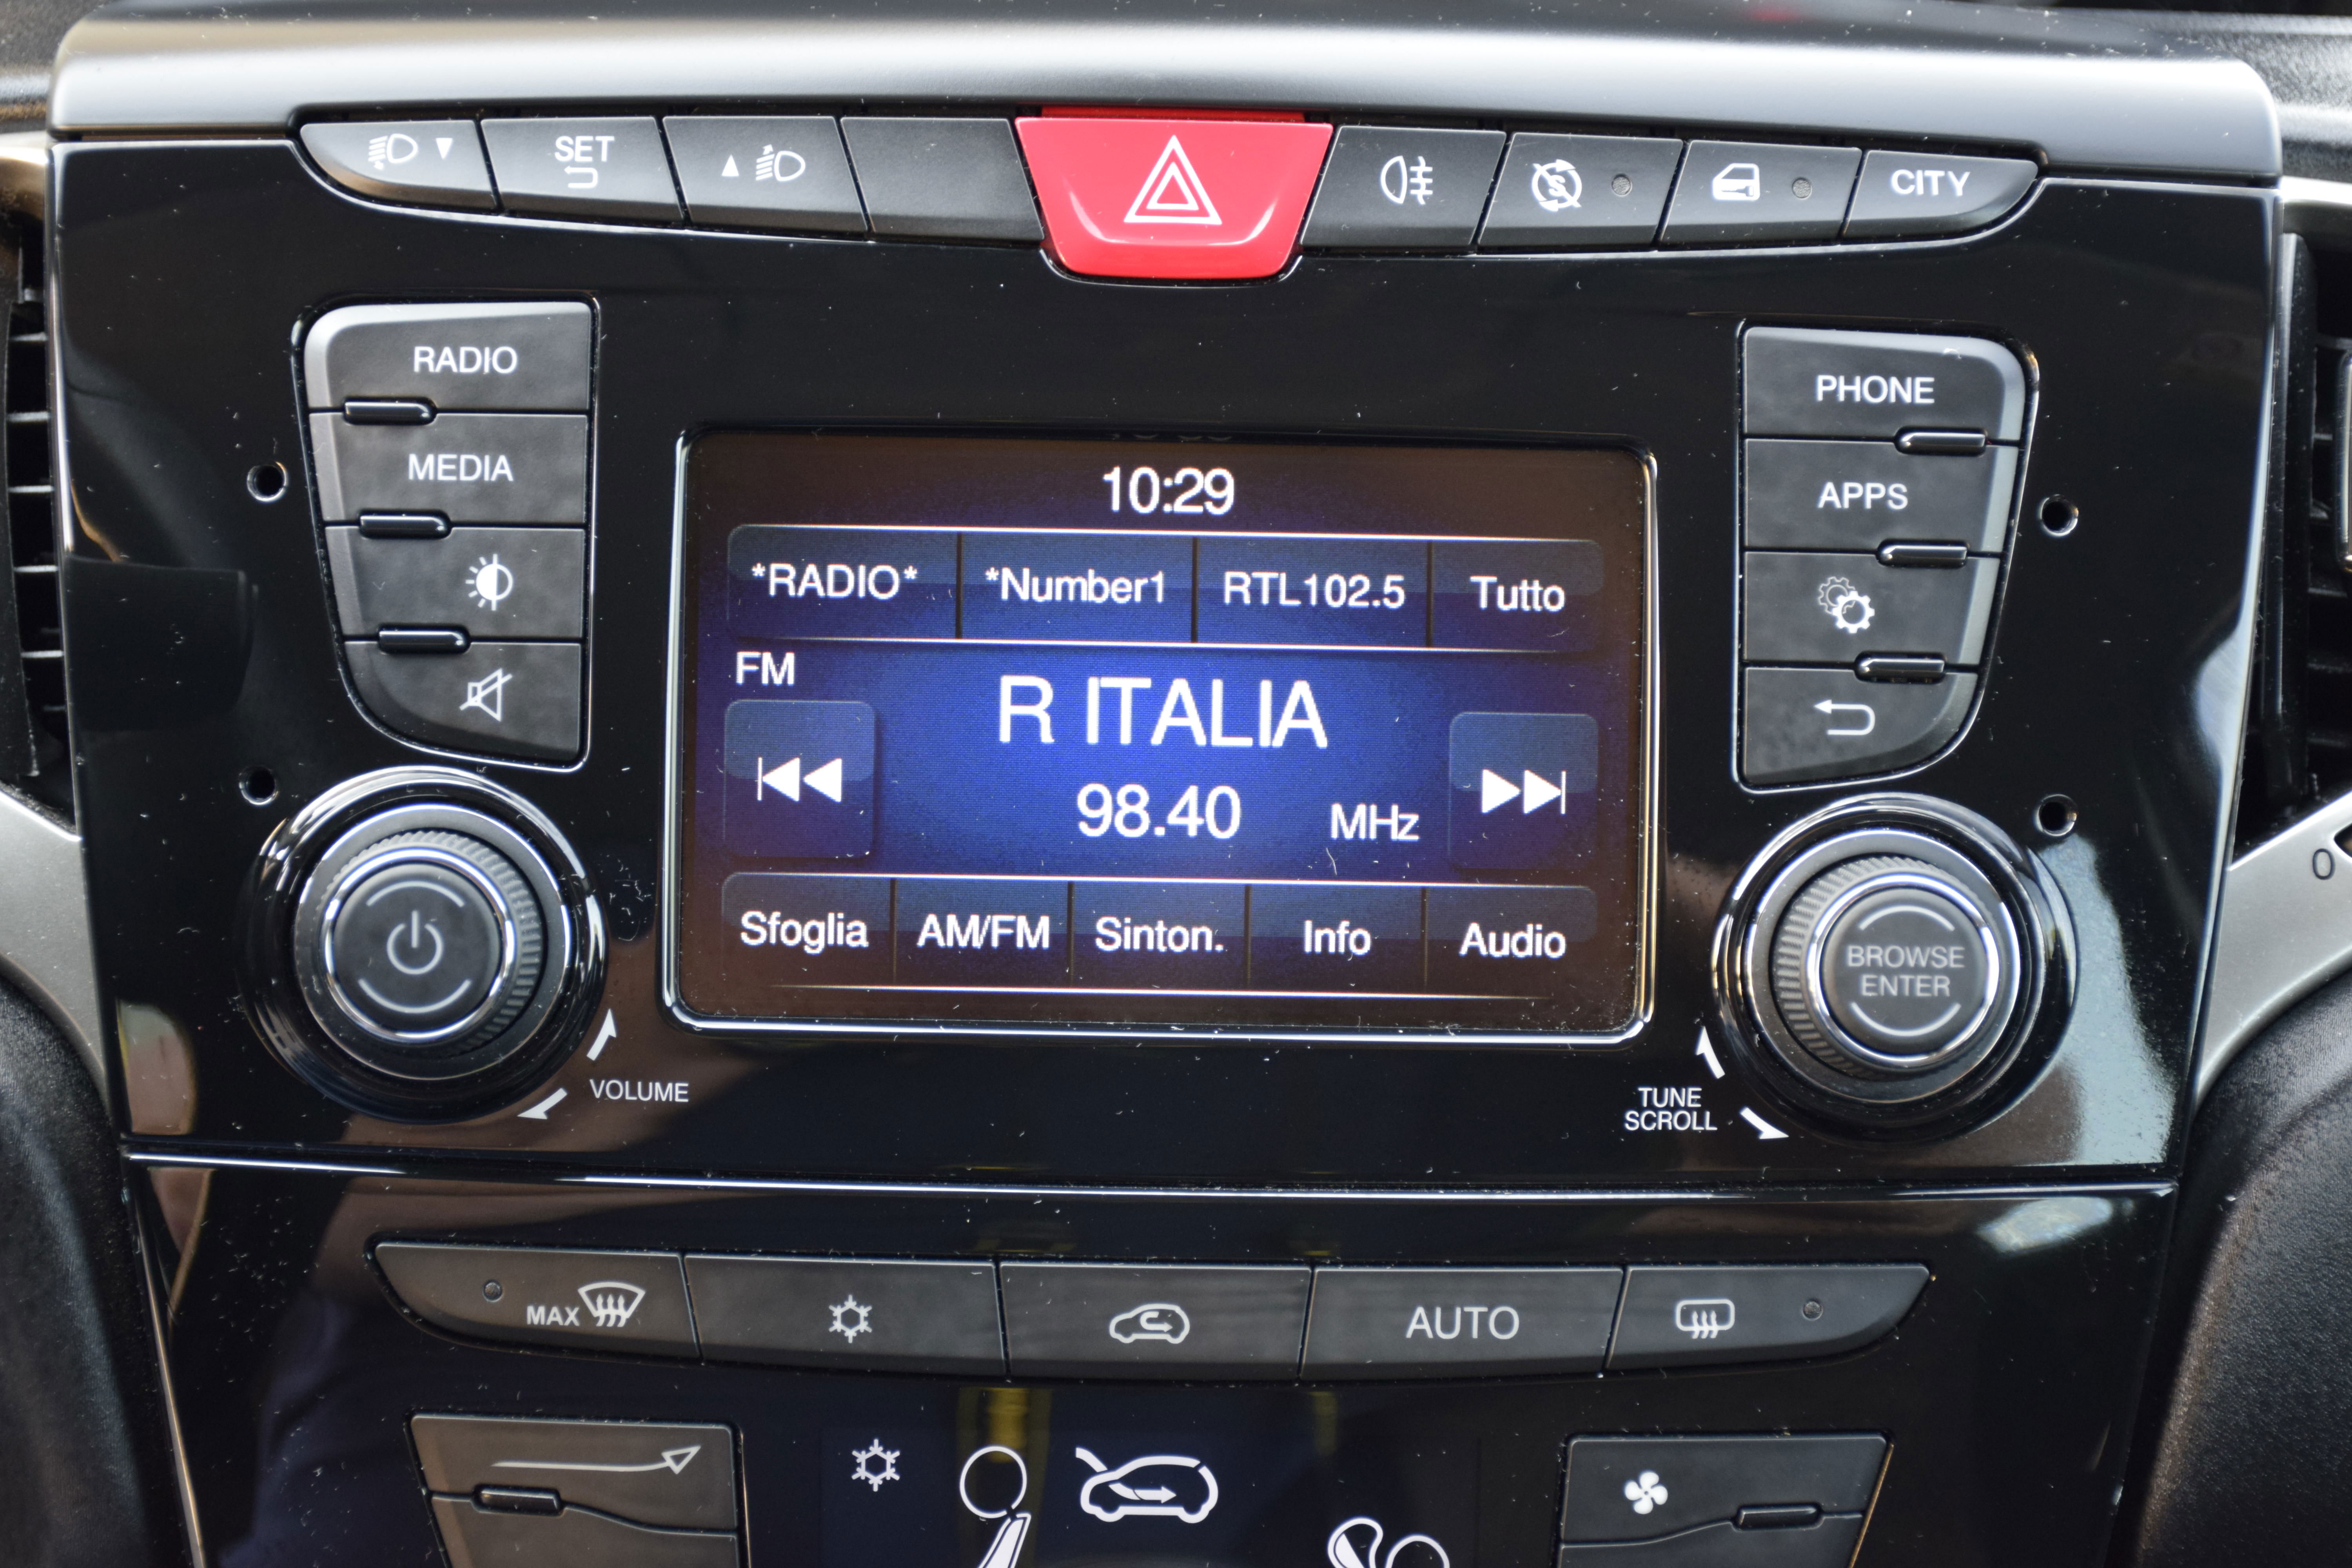 SET
CITY
RADIO
MEDIA
PHONE
APPS
10:29
*RADIO* *Number1 RTL102.5 Tutto
FM
R ITALIA
98.40 MHz
Sfoglia AM/FM Sinton. Info Audio
BROWSE
ENTER
VOLUME
TUNE
SCROLL
0
MAX
AUTO